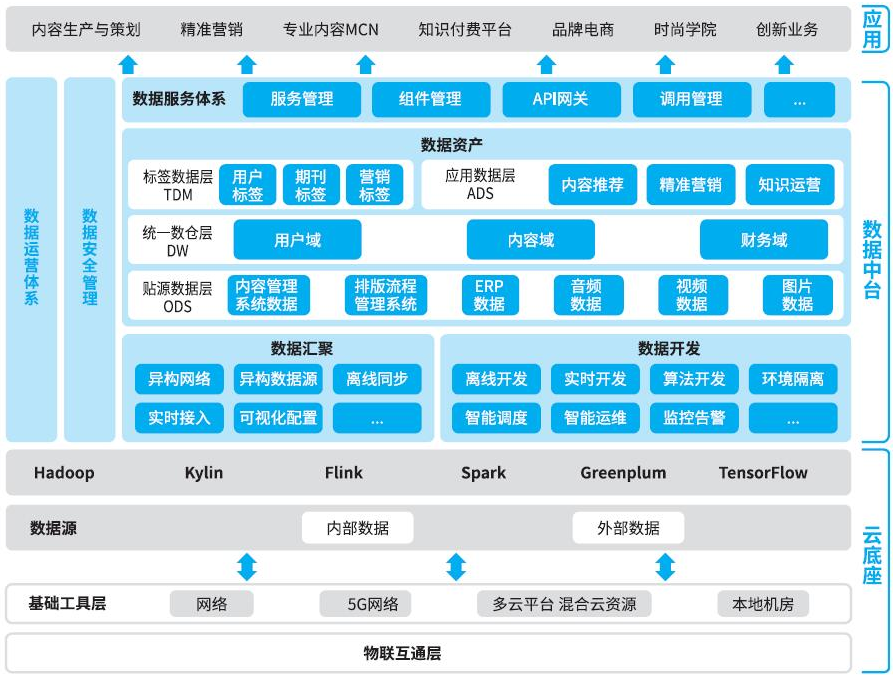 内容生产与策划 精准营销 专业内容MCN 知识付费平台 品牌电商 时尚学院 创新业务
应用
数据服务体系 服务管理 组件管理 API网关 调用管理 ...
数据资产
标签数据层
TDM
用户
标签
期刊
标签
营销
标签
应用数据层
ADS
内容推荐 精准营销 知识运营
统一数仓层
DW
用户域 内容域 财务域
贴源数据层
ODS
内容管理
系统数据
排版流程
管理系统
ERP
数据
音频
数据
视频
数据
图片
数据
数据运营体系
数据安全管理
数据中台
数据汇聚
异构网络 异构数据源 离线同步
实时接入 可视化配置 ...
数据开发
离线开发 实时开发 算法开发 环境隔离
智能调度 智能运维 监控告警 ...
Hadoop Kylin Flink Spark Greenplum TensorFlow
数据源 内部数据 外部数据
云底座
基础工具层 网络 5G网络 多云平台 混合云资源 本地机房
物联互通层